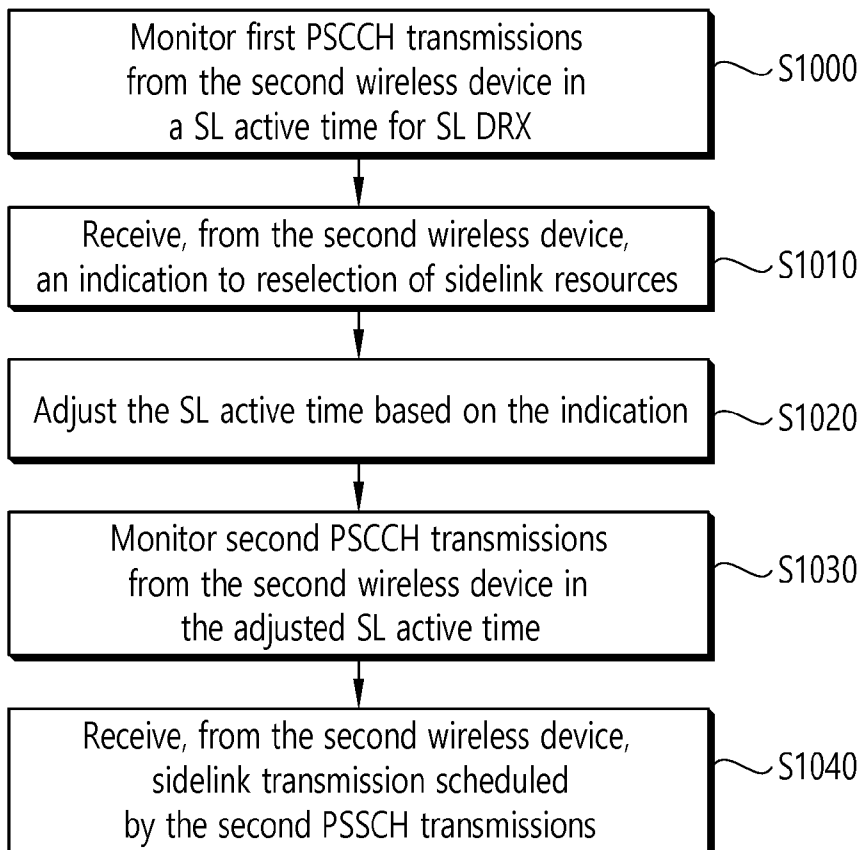 Monitor first PSCCH transmissions
from the second wireless device in
a SL active time for SL DRX
S1000
Receive, from the second wireless device,
an indication to reselection of sidelink resources
S1010
Adjust the SL active time based on the indication
S1020
Monitor second PSCCH transmissions
from the second wireless device in
the adjusted SL active time
S1030
Receive, from the second wireless device,
sidelink transmission scheduled
by the second PSSCH transmissions
S1040